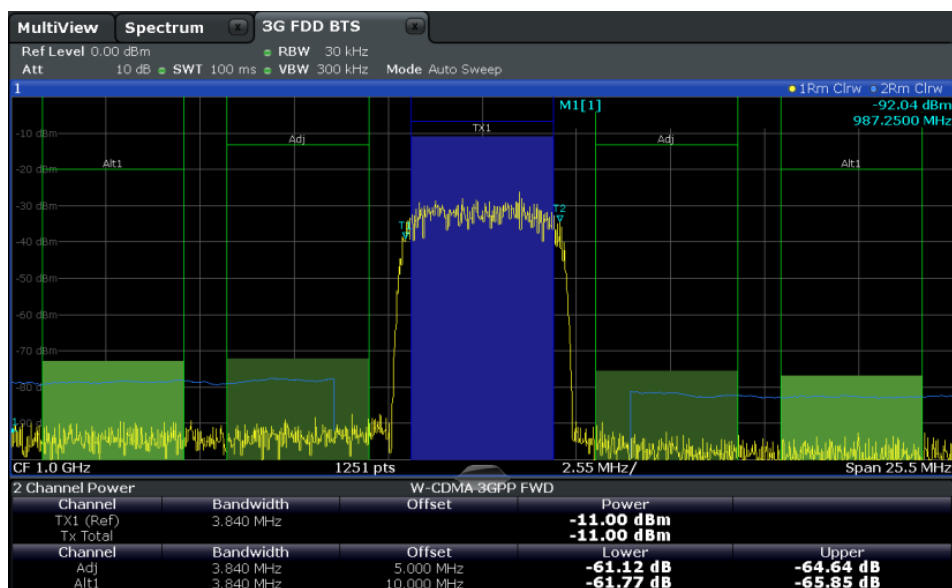 MultiView Spectrum x 3G FDD BTS x
Ref Level 0.00 dBm RBW 30 kHz
Att 10 dB SWT 100 ms VBW 300 kHz Mode Auto Sweep
1 1Rm Clrw 2Rm Clrw
M1[1] -92.04 dBm
987.2500 MHz
TX1
-10 dBm
Adj Adj
Alt1 Alt1
-20 dBm
-30 dBm
T2
-40 dBm
-50 dBm
-60 dBm
-70 dBm
CF 1.0 GHz 1251 pts 2.55 MHz/ Span 25.5 MHz
2 Channel Power W-CDMA 3GPP FWD
Channel Bandwidth Offset Power
TX1 (Ref) 3.840 MHz -11.00 dBm
Tx Total -11.00 dBm
Channel Bandwidth Offset Lower Upper
Adj 3.840 MHz 5.000 MHz -61.12 dB -64.64 dB
Alt1 3.840 MHz 10.000 MHz -61.77 dB -65.85 dB